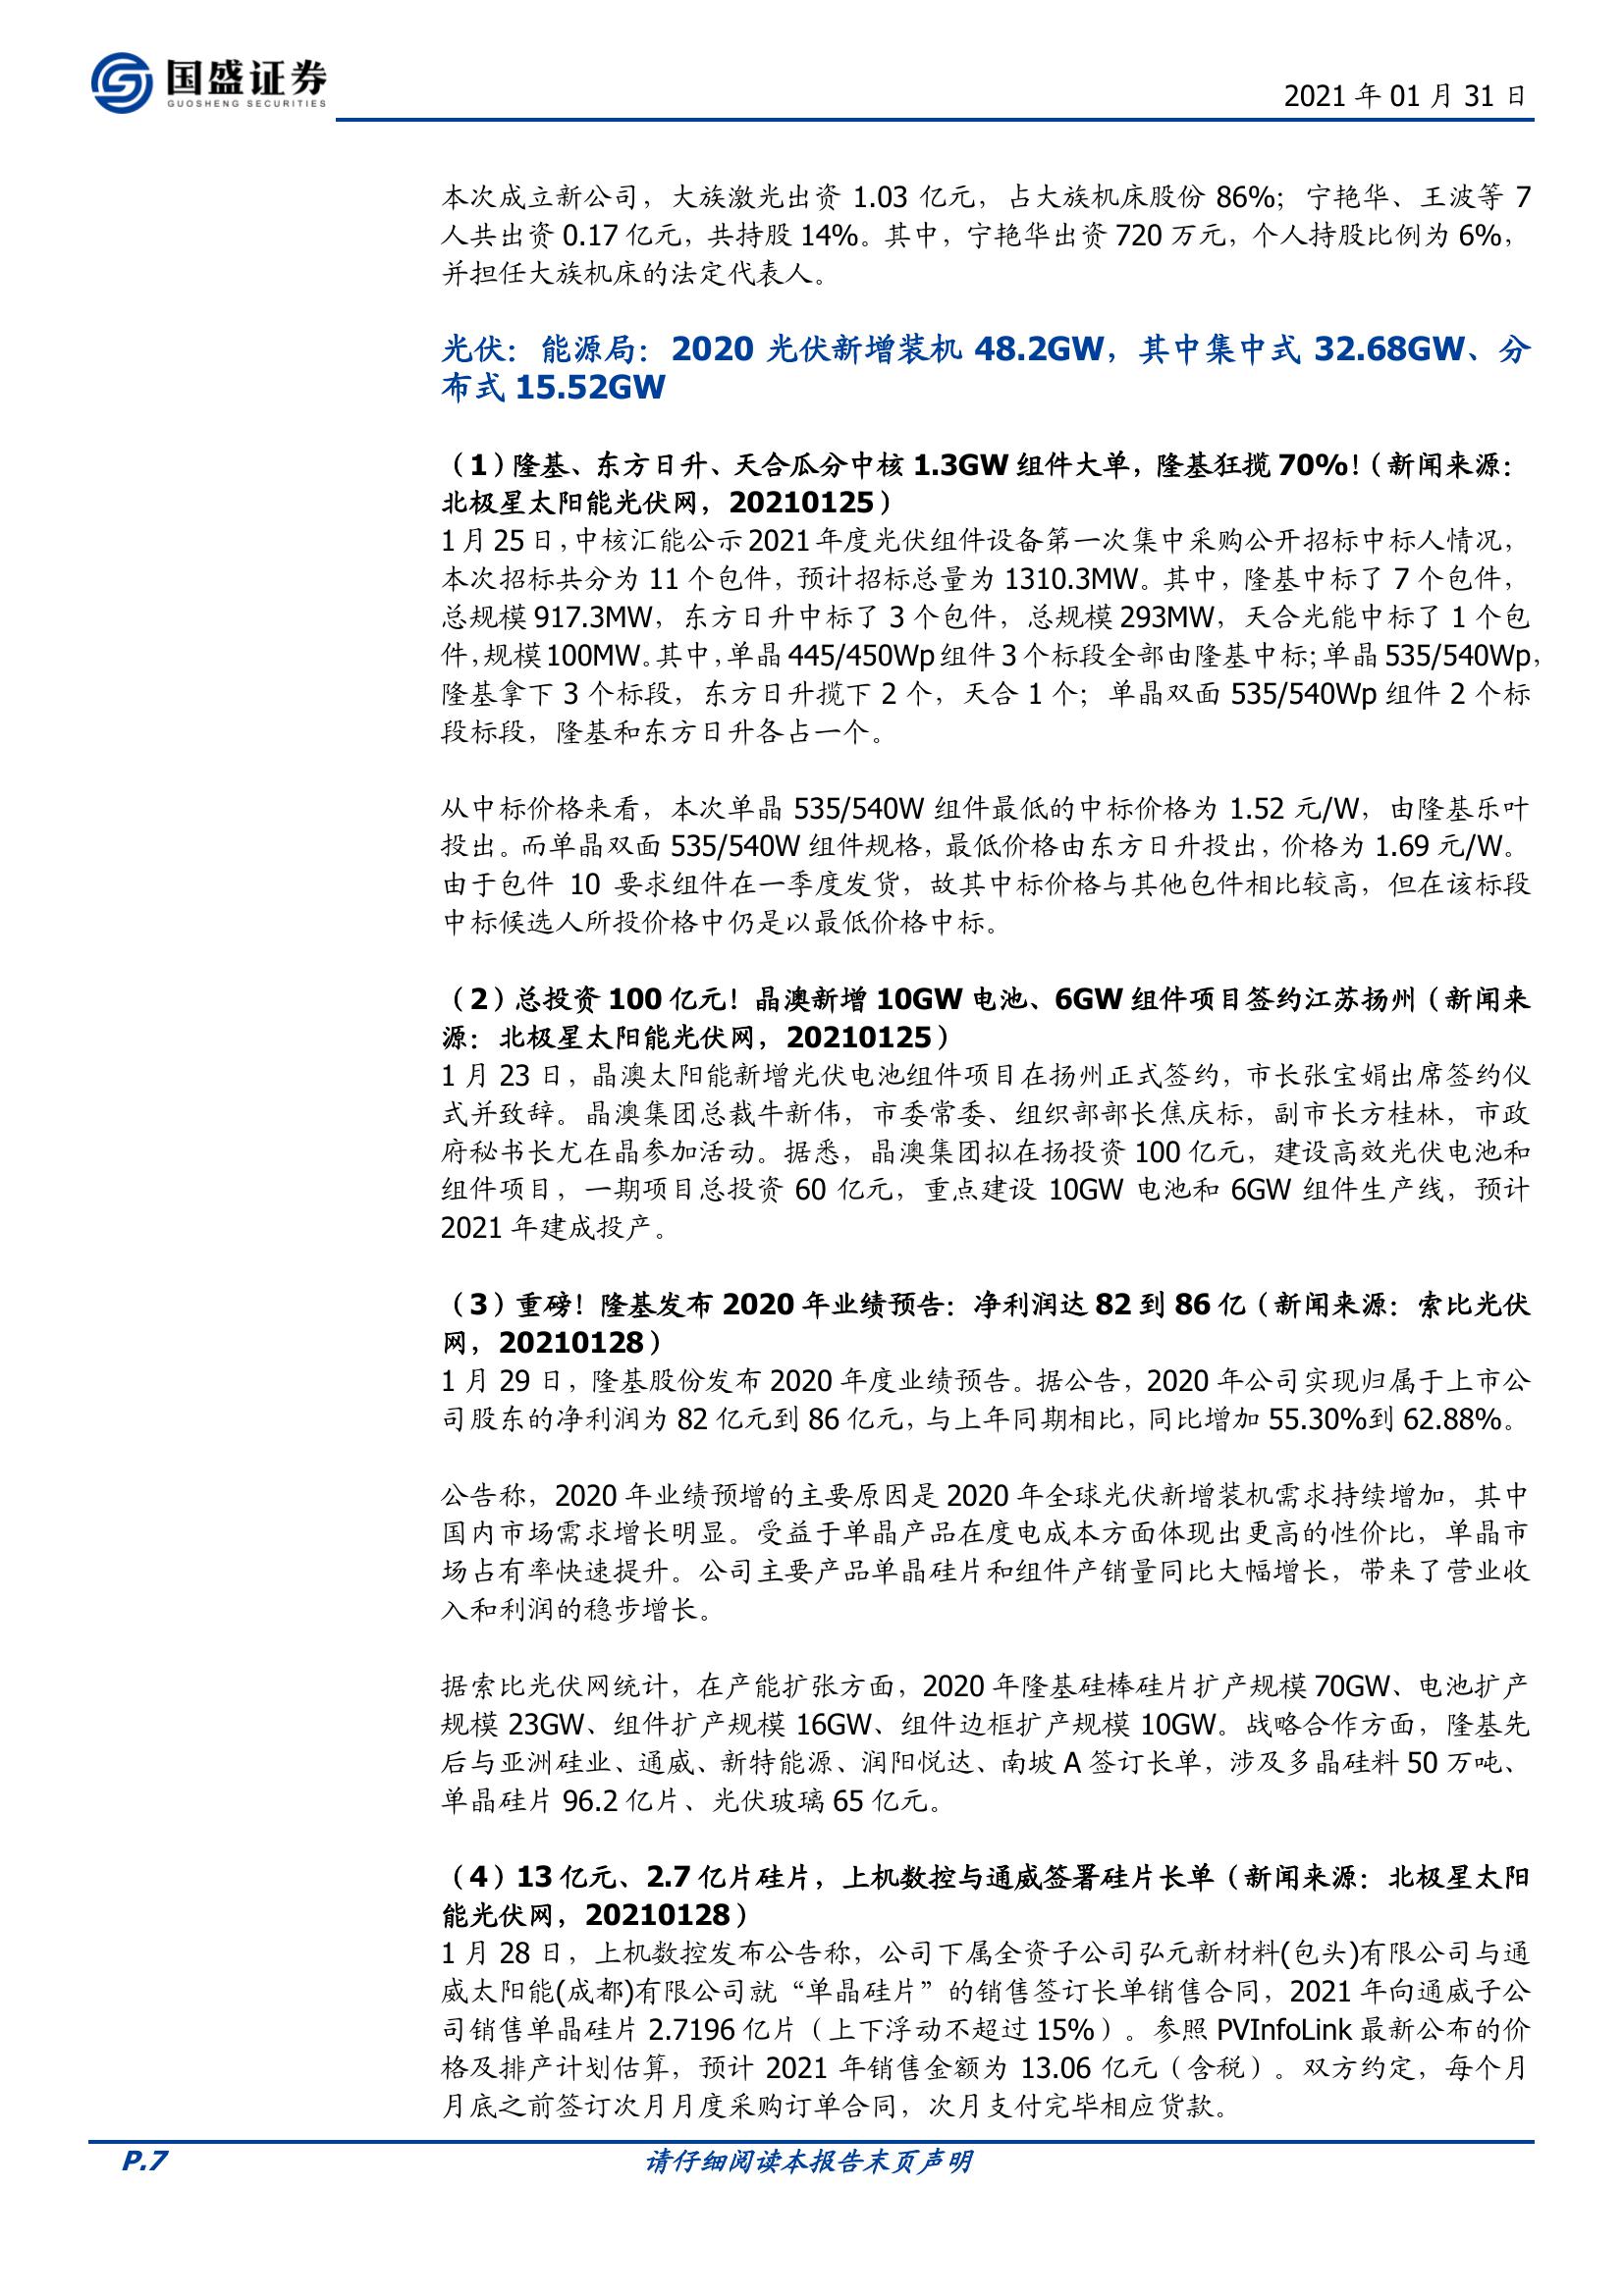 国盛证券
GUOSHENG SECURITIES
2021 年 01 月 31 日
本次成立新公司，大族激光出资 1.03 亿元，占大族机床股份 86%；宁艳华、王波等 7
人共出资 0.17 亿元，共持股 14%。其中，宁艳华出资 720 万元，个人持股比例为 6%，
并担任大族机床的法定代表人。
光伏：能源局：2020 光伏新增装机 48.2GW，其中集中式 32.68GW、分
布式 15.52GW
（1）隆基、东方日升、天合瓜分中核 1.3GW 组件大单，隆基狂揽 70%!（新闻来源：
北极星太阳能光伏网，20210125）
1 月 25 日，中核汇能公示 2021 年度光伏组件设备第一次集中采购公开招标中标人情况，
本次招标共分为 11 个包件，预计招标总量为 1310.3MW。其中，隆基中标了 7 个包件，
总规模 917.3MW，东方日升中标了 3 个包件，总规模 293MW，天合光能中标了 1 个包
件，规模 100MW。其中，单晶 445/450Wp 组件 3 个标段全部由隆基中标；单晶 535/540Wp，
隆基拿下 3 个标段，东方日升揽下 2 个，天合 1 个；单晶双面 535/540Wp 组件 2 个标
段标段，隆基和东方日升各占一个。
从中标价格来看，本次单晶 535/540W 组件最低的中标价格为 1.52 元/W，由隆基乐叶
投出。而单晶双面 535/540W 组件规格，最低价格由东方日升投出，价格为 1.69 元/W。
由于包件 10 要求组件在一季度发货，故其中标价格与其他包件相比较高，但在该标段
中标候选人所投价格中仍是以最低价格中标。
（2）总投资 100 亿元！晶澳新增 10GW 电池、6GW 组件项目签约江苏扬州（新闻来
源：北极星太阳能光伏网，20210125）
1 月 23 日，晶澳太阳能新增光伏电池组件项目在扬州正式签约，市长张宝娟出席签约仪
式并致辞。晶澳集团总裁牛新伟，市委常委、组织部部长焦庆标，副市长方桂林，市政
府秘书长尤在晶参加活动。据悉，晶澳集团拟在扬投资 100 亿元，建设高效光伏电池和
组件项目，一期项目总投资 60 亿元，重点建设 10GW 电池和 6GW 组件生产线，预计
2021 年建成投产。
（3）重磅！隆基发布 2020 年业绩预告：净利润达 82 到 86 亿（新闻来源：索比光伏
网，20210128）
1 月 29 日，隆基股份发布 2020 年度业绩预告。据公告，2020 年公司实现归属于上市公
司股东的净利润为 82 亿元到 86 亿元，与上年同期相比，同比增加 55.30%到 62.88%。
公告称，2020 年业绩预增的主要原因是 2020 年全球光伏新增装机需求持续增加，其中
国内市场需求增长明显。受益于单晶产品在度电成本方面体现出更高的性价比，单晶市
场占有率快速提升。公司主要产品单晶硅片和组件产销量同比大幅增长，带来了营业收
入和利润的稳步增长。
据索比光伏网统计，在产能扩张方面，2020 年隆基硅棒硅片扩产规模 70GW、电池扩产
规模 23GW、组件扩产规模 16GW、组件边框扩产规模 10GW。战略合作方面，隆基先
后与亚洲硅业、通威、新特能源、润阳悦达、南坡 A 签订长单，涉及多晶硅料 50 万吨、
单晶硅片 96.2 亿片、光伏玻璃 65 亿元。
（4）13 亿元、2.7 亿片硅片，上机数控与通威签署硅片长单（新闻来源：北极星太阳
能光伏网，20210128）
1 月 28 日，上机数控发布公告称，公司下属全资子公司弘元新材料(包头)有限公司与通
威太阳能(成都)有限公司就“单晶硅片”的销售签订长单销售合同，2021 年向通威子公
司销售单晶硅片 2.7196 亿片（上下浮动不超过 15%）。参照 PVInfoLink 最新公布的价
格及排产计划估算，预计 2021 年销售金额为 13.06 亿元（含税）。双方约定，每个月
月底之前签订次月月度采购订单合同，次月支付完毕相应货款。
P.7
请仔细阅读本报告末页声明